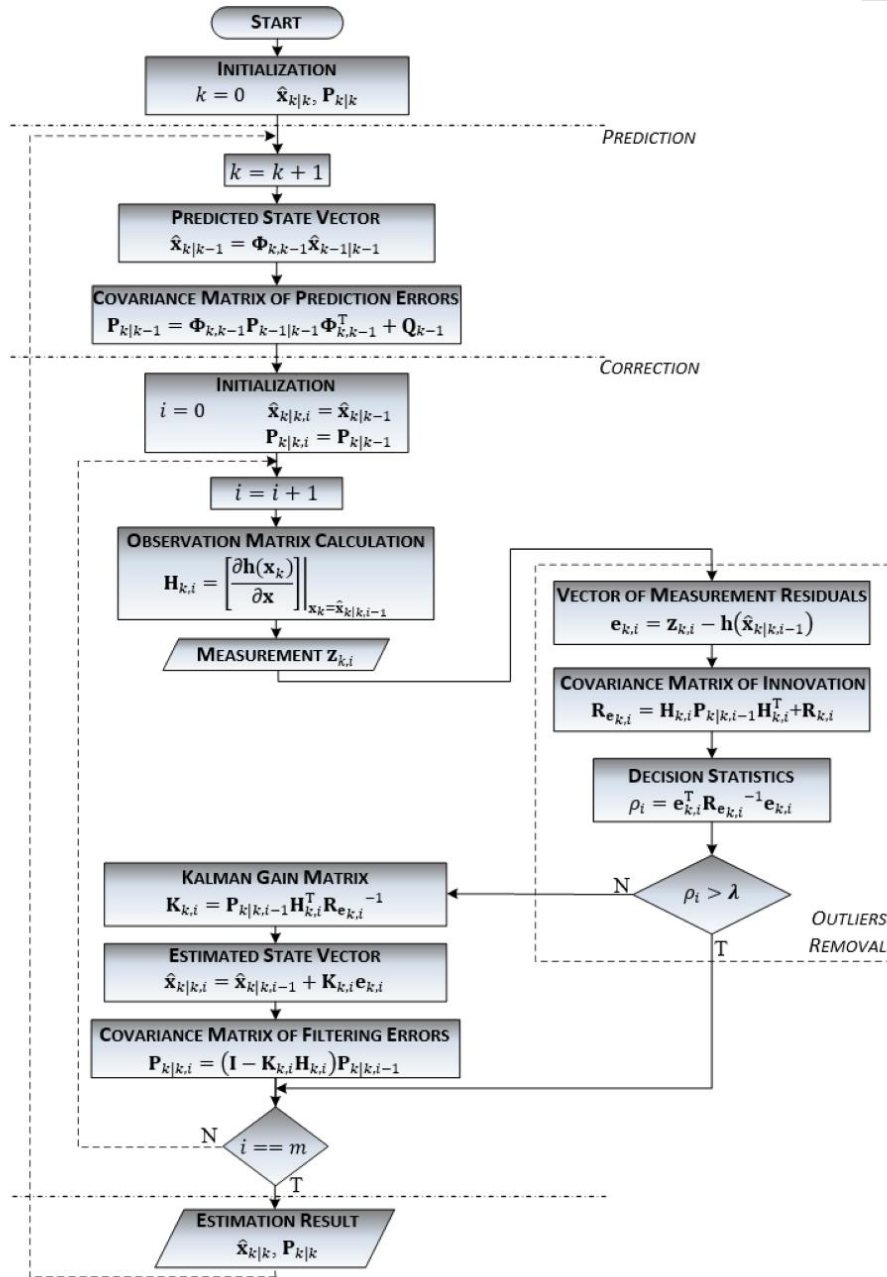 START
INITIALIZATION
k = 0 x̂ₖ|ₖ, Pₖ|ₖ
PREDICTION
k = k + 1
PREDICTED STATE VECTOR
x̂_{k|k−1} = Φ_{k,k−1}x̂_{k−1|k−1}
COVARIANCE MATRIX OF PREDICTION ERRORS
P_{k|k−1} = Φ_{k,k−1}P_{k−1|k−1}Φ_{k,k−1}^T + Q_{k−1}
CORRECTION
INITIALIZATION
i = 0 x̂_{k|k,i} = x̂_{k|k−1}
P_{k|k,i} = P_{k|k−1}
i = i + 1
OBSERVATION MATRIX CALCULATION
H_{k,i} = [∂h(x_k)/∂x]|_{x_k=x̂_{k|k,i−1}}
MEASUREMENT z_{k,i}
VECTOR OF MEASUREMENT RESIDUALS
e_{k,i} = z_{k,i} − h(x̂_{k|k,i−1})
COVARIANCE MATRIX OF INNOVATION
R_{e_{k,i}} = H_{k,i}P_{k|k,i−1}H_{k,i}^T+R_{k,i}
DECISION STATISTICS
ρ_i = e_{k,i}^T R_{e_{k,i}}^{−1}e_{k,i}
ρ_i > λ
N
T
OUTLIERS
REMOVAL
KALMAN GAIN MATRIX
K_{k,i} = P_{k|k,i−1}H_{k,i}^T R_{e_{k,i}}^{−1}
ESTIMATED STATE VECTOR
x̂_{k|k,i} = x̂_{k|k,i−1} + K_{k,i}e_{k,i}
COVARIANCE MATRIX OF FILTERING ERRORS
P_{k|k,i} = (I − K_{k,i}H_{k,i})P_{k|k,i−1}
N
i == m
T
ESTIMATION RESULT
x̂_{k|k}, P_{k|k}